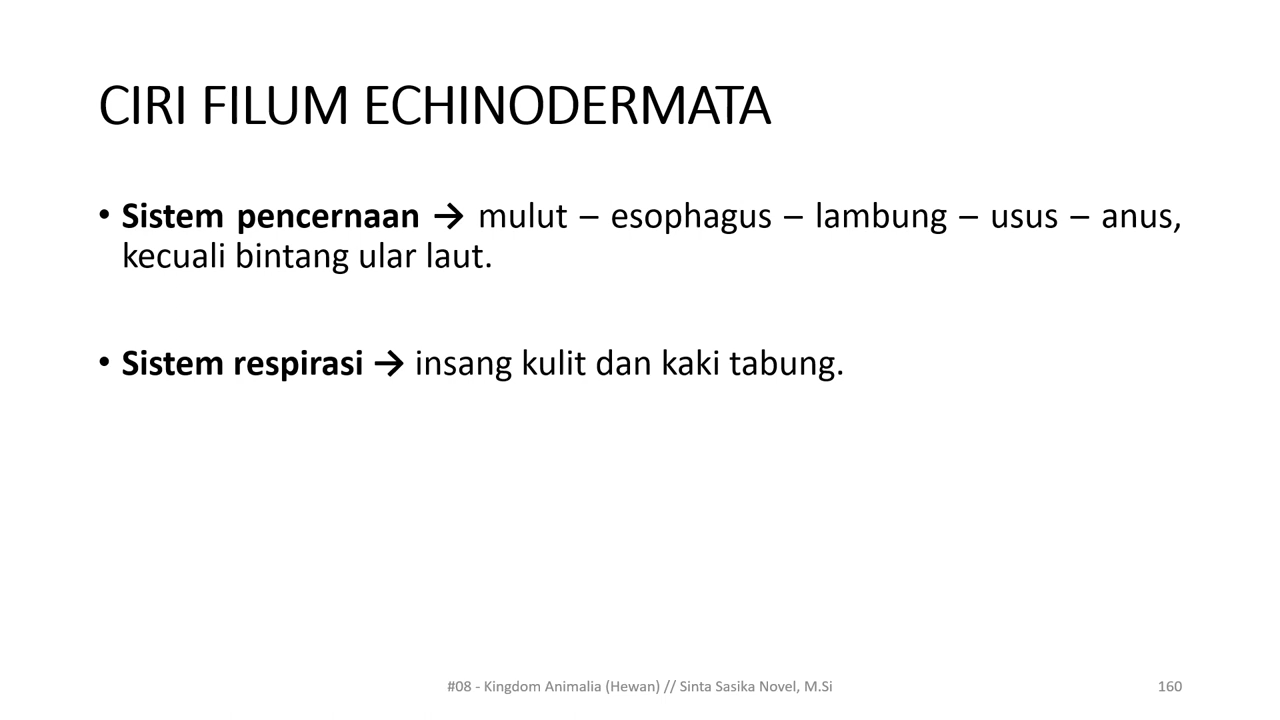 CIRI FILUM ECHINODERMATA
• Sistem pencernaan → mulut – esophagus – lambung – usus – anus,
kecuali bintang ular laut.
• Sistem respirasi → insang kulit dan kaki tabung.
#08 - Kingdom Animalia (Hewan) // Sinta Sasika Novel, M.Si
160